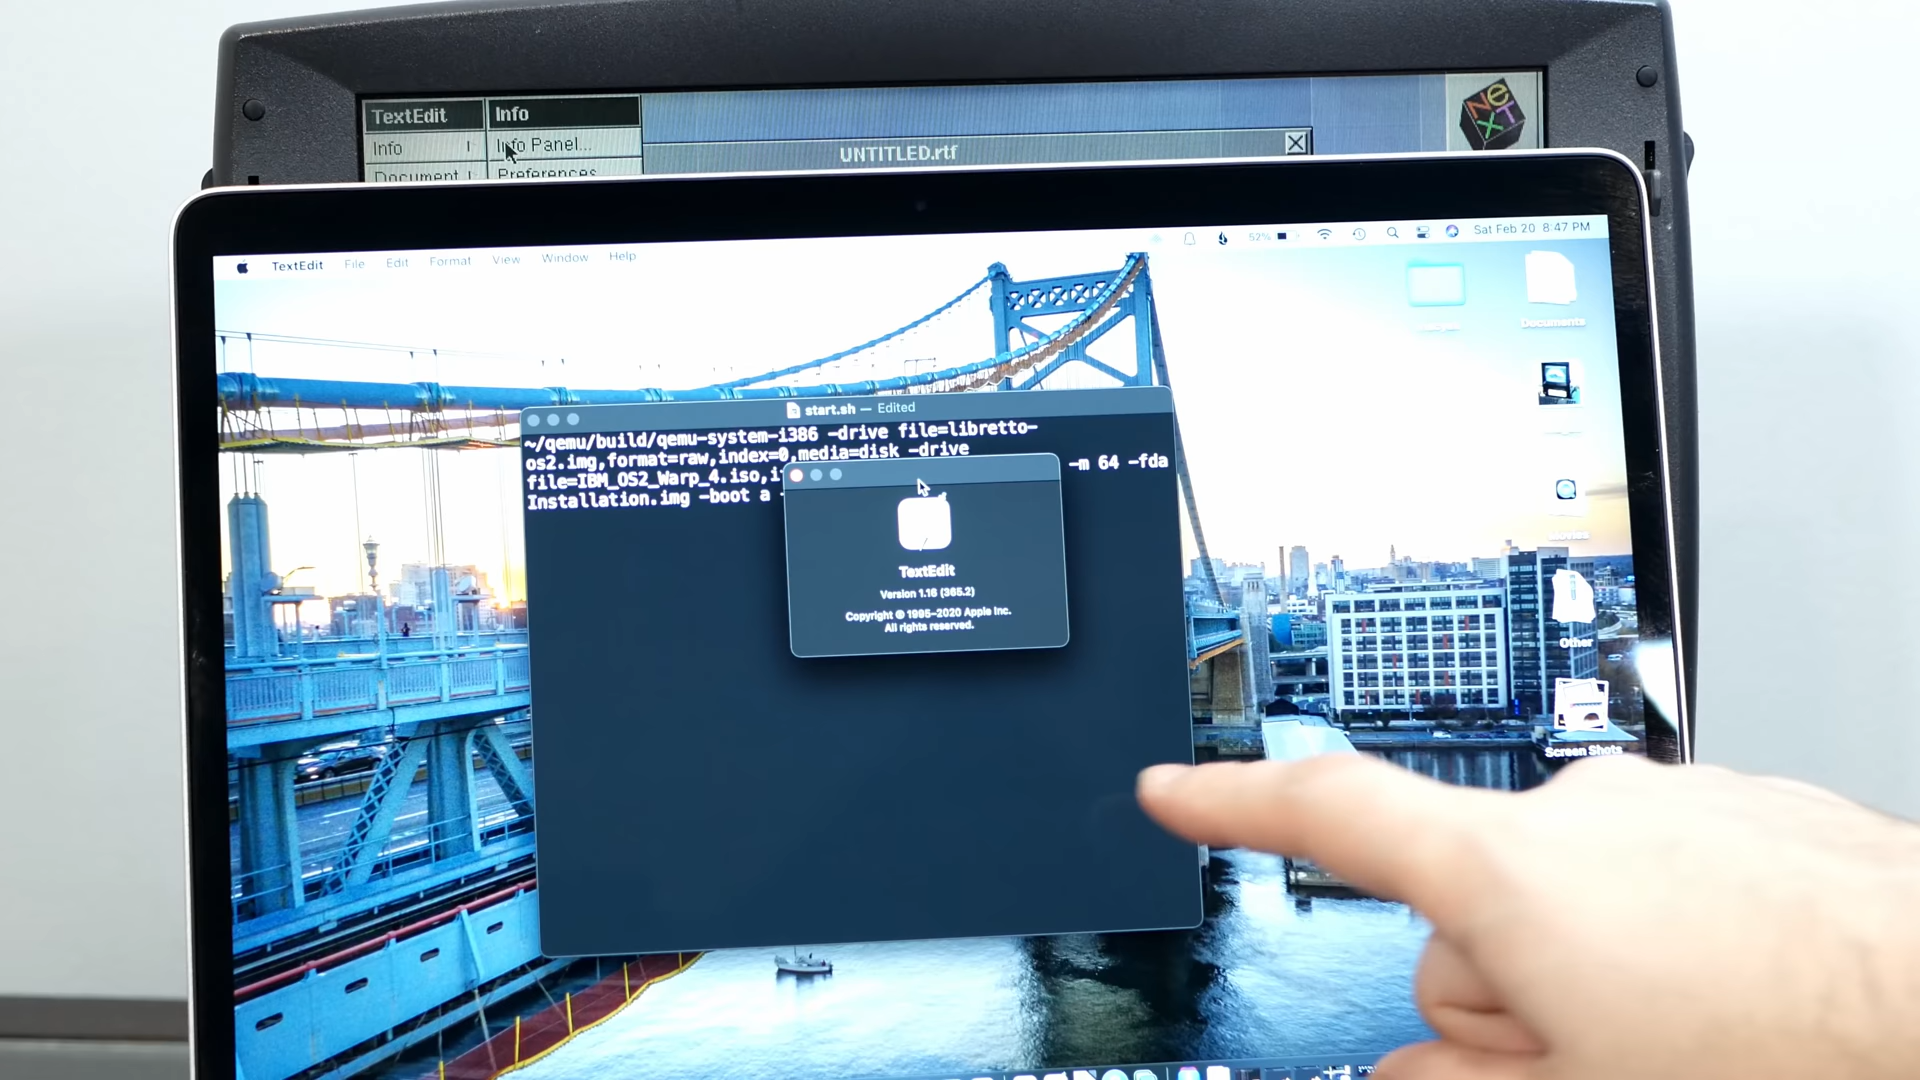 TextEdit Info
Info Info Panel...
Document Preferences
UNTITLED.rtf
NeXT
TextEdit File Edit Format View Window Help
52% Sat Feb 20 8:47 PM
Documents
start.sh — Edited
~/qemu/build/qemu-system-i386 -drive file=libretto-
os2.img,format=raw,index=0,media=disk -drive
file=IBM_OS2_Warp_4.iso,i -m 64 -fda
Installation.img -boot a
TextEdit
Version 1.16 (365.2)
Copyright © 1995–2020 Apple Inc.
All rights reserved.
Other
Screen Shots